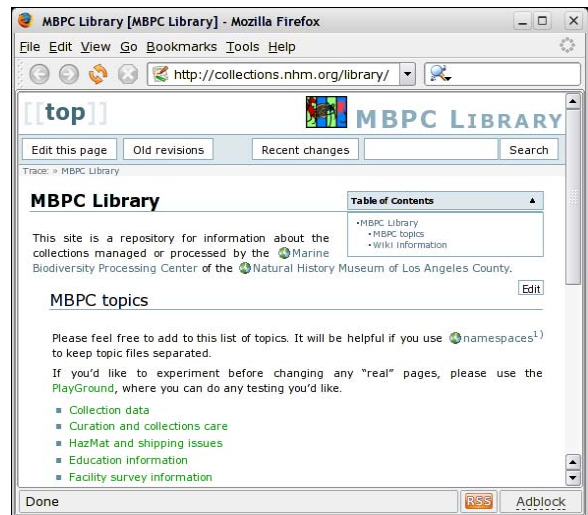 MBPC Library [MBPC Library] - Mozilla Firefox
File Edit View Go Bookmarks Tools Help
http://collections.nhm.org/library/
[[top]]
MBPC LIBRARY
Edit this page Old revisions Recent changes Search
Trace: » MBPC Library
MBPC Library
Table of Contents
•MBPC Library
•MBPC topics
•Wiki Information
This site is a repository for information about the
collections managed or processed by the Marine
Biodiversity Processing Center of the Natural History Museum of Los Angeles County.
Edit
MBPC topics
Please feel free to add to this list of topics. It will be helpful if you use namespaces1)
to keep topic files separated.
If you'd like to experiment before changing any "real" pages, please use the
PlayGround, where you can do any testing you'd like.
Collection data
Curation and collections care
HazMat and shipping issues
Education information
Facility survey information
Done RSS Adblock